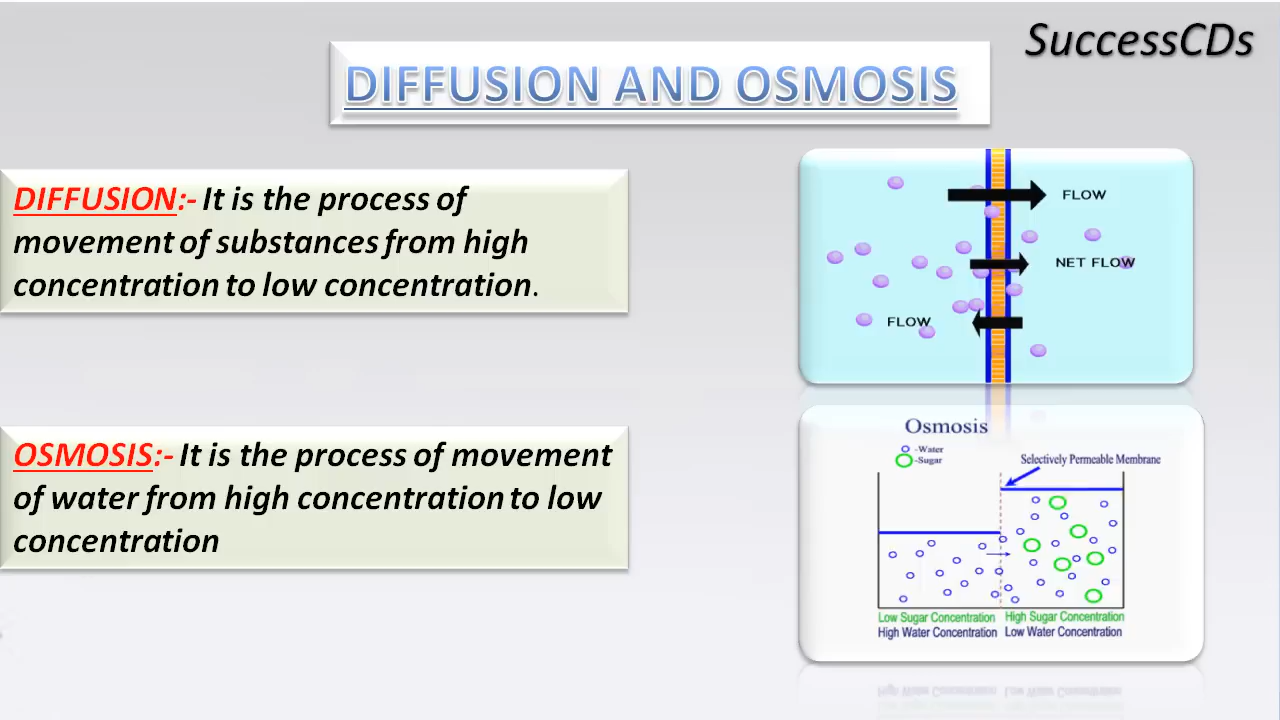 SuccessCDs
DIFFUSION AND OSMOSIS
DIFFUSION:- It is the process of
movement of substances from high
concentration to low concentration.
FLOW
NET FLOW
FLOW
OSMOSIS:- It is the process of movement
of water from high concentration to low
concentration
Osmosis
-Water
-Sugar
Selectively Permeable Membrane
Low Sugar Concentration
High Water Concentration
High Sugar Concentration
Low Water Concentration